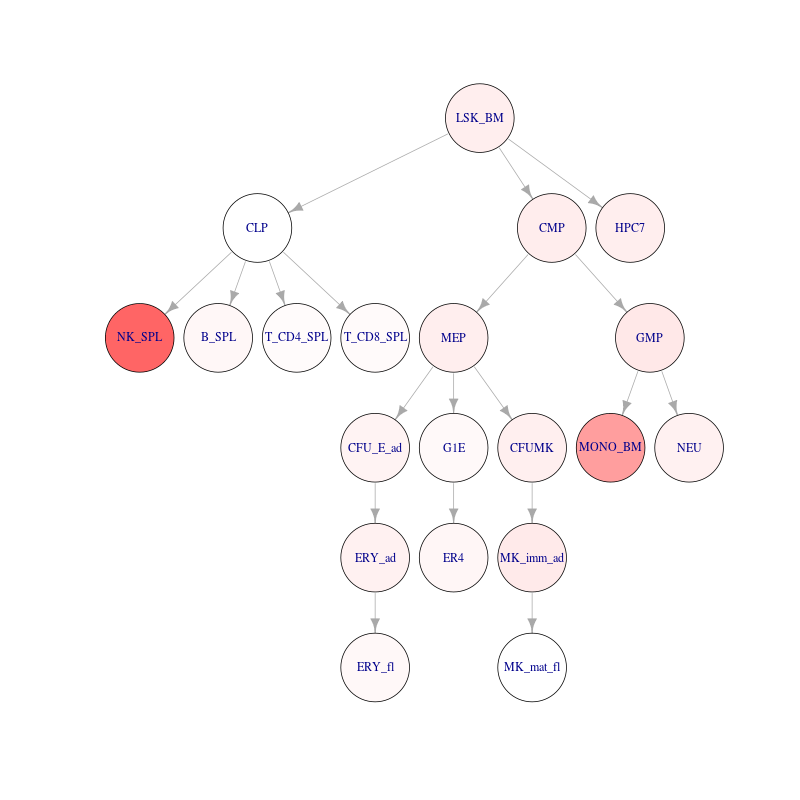 LSK_BM
CLP
CMP
HPC7
NK_SPL
B_SPL
T_CD4_SPL
T_CD8_SPL
MEP
GMP
CFU_E_ad
G1E
CFUMK
MONO_BM
NEU
ERY_ad
ER4
MK_imm_ad
ERY_fl
MK_mat_fl